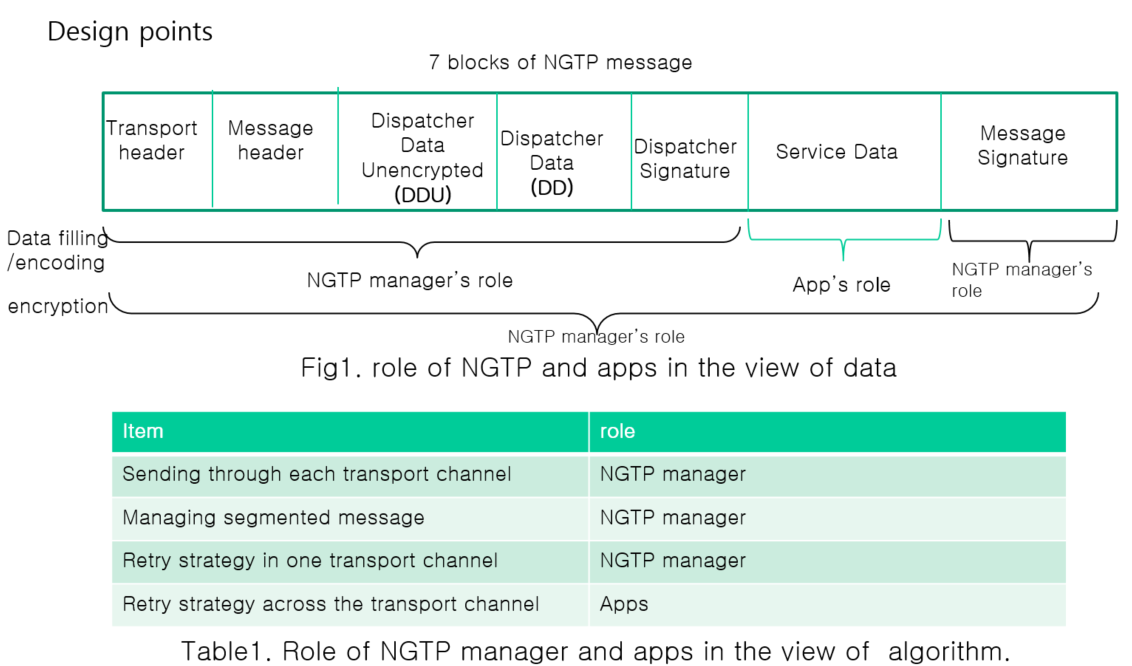 Design points
7 blocks of NGTP message
Transport
header
Message
header
Dispatcher
Data
Unencrypted
(DDU)
Dispatcher
Data
(DD)
Dispatcher
Signature
Service Data
Message
Signature
Data filling
/encoding
NGTP manager's role
App's role
NGTP manager's
role
encryption
NGTP manager's role
Fig1. role of NGTP and apps in the view of data
Item role
Sending through each transport channel NGTP manager
Managing segmented message NGTP manager
Retry strategy in one transport channel NGTP manager
Retry strategy across the transport channel Apps
Table1. Role of NGTP manager and apps in the view of algorithm.